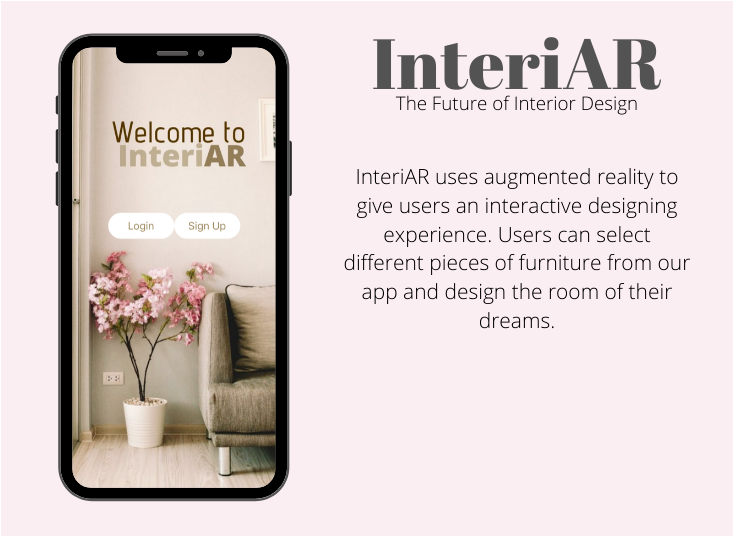 Welcome to
InteriAR
Login
Sign Up
InteriAR
The Future of Interior Design
InteriAR uses augmented reality to
give users an interactive designing
experience. Users can select
different pieces of furniture from our
app and design the room of their
dreams.